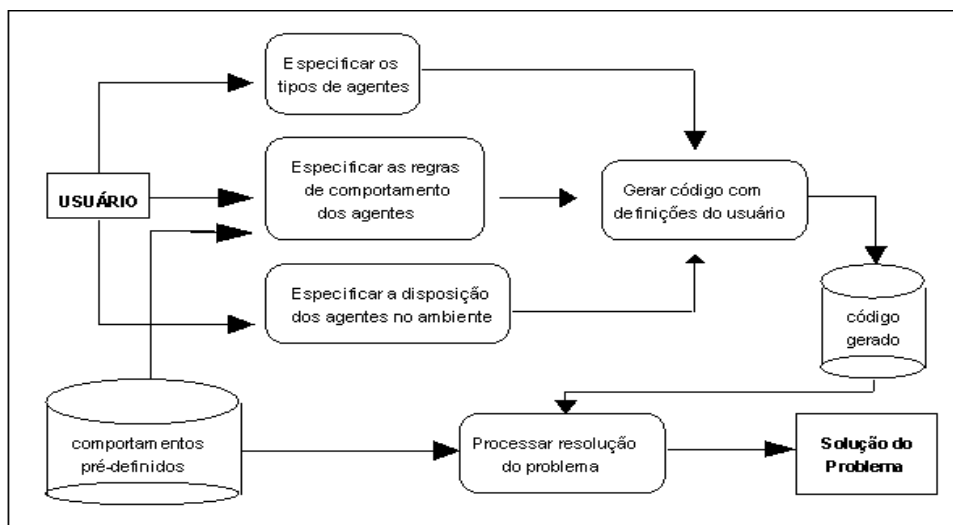 Especificar os
tipos de agentes
Especificar as regras
de comportamento
dos agentes
USUÁRIO
Gerar código com
definições do usuário
Especificar a disposição
dos agentes no ambiente
código
gerado
comportamentos
pré-definidos
Processar resolução
do problema
Solução do
Problema